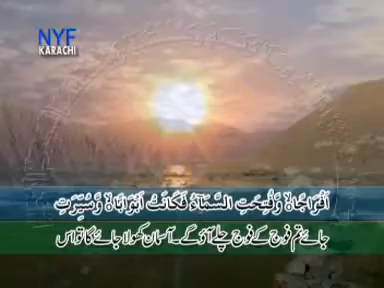 NYF
KARACHI
اَفْوَاجًا ۙ وَّفُتِحَتِ السَّمَآءُ فَكَانَتْ اَبْوَابًا ۙ وَّسُيِّرَتِ
جائے تم فوج کے فوج چلے آؤ گے۔ آسمان کھولا جائے گا تو اس